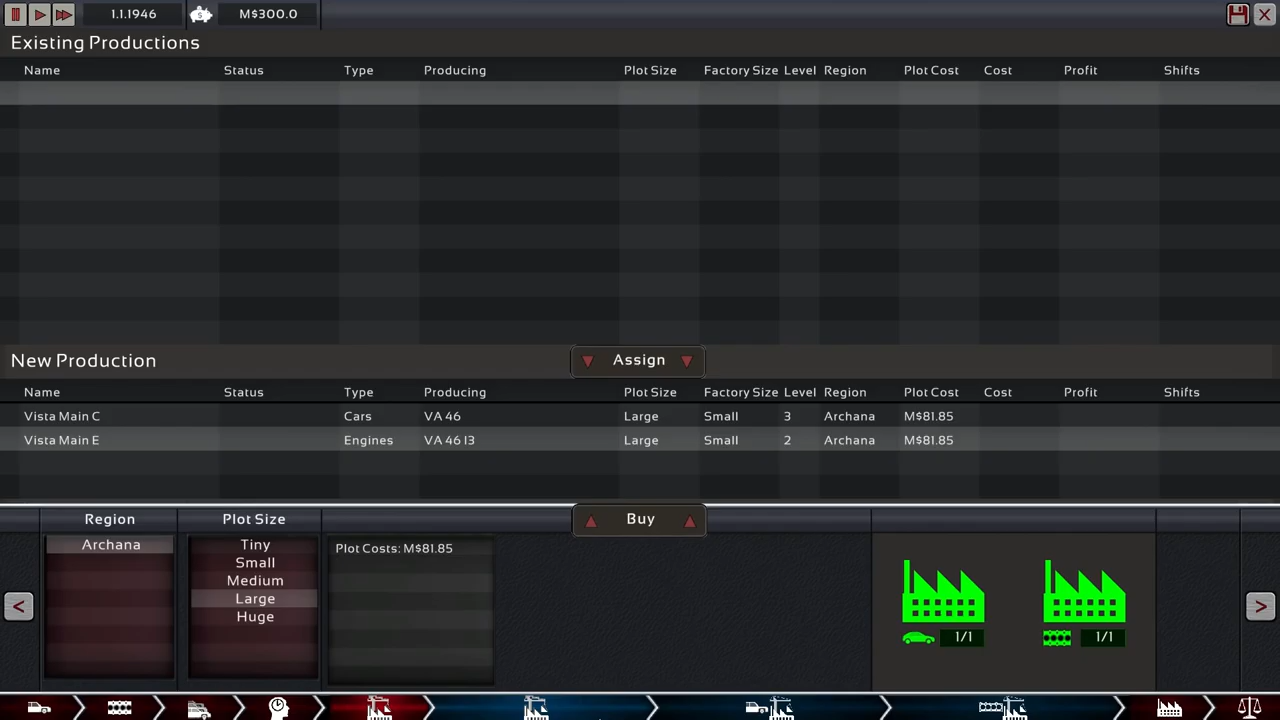 1.1.1946 M$300.0
Existing Productions
Name Status Type Producing Plot Size Factory Size Level Region Plot Cost Cost Profit Shifts
New Production
Assign
Name Status Type Producing Plot Size Factory Size Level Region Plot Cost Cost Profit Shifts
Vista Main C Cars VA 46 Large Small 3 Archana M$81.85
Vista Main E Engines VA 46 I3 Large Small 2 Archana M$81.85
Region Plot Size Buy
Archana
Tiny
Small
Medium
Large
Huge
Plot Costs: M$81.85
< >
1/1 1/1